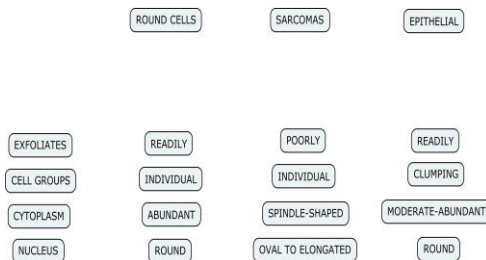 ROUND CELLS SARCOMAS EPITHELIAL
EXFOLIATES READILY POORLY READILY
CELL GROUPS INDIVIDUAL INDIVIDUAL CLUMPING
CYTOPLASM ABUNDANT SPINDLE-SHAPED MODERATE-ABUNDANT
NUCLEUS ROUND OVAL TO ELONGATED ROUND